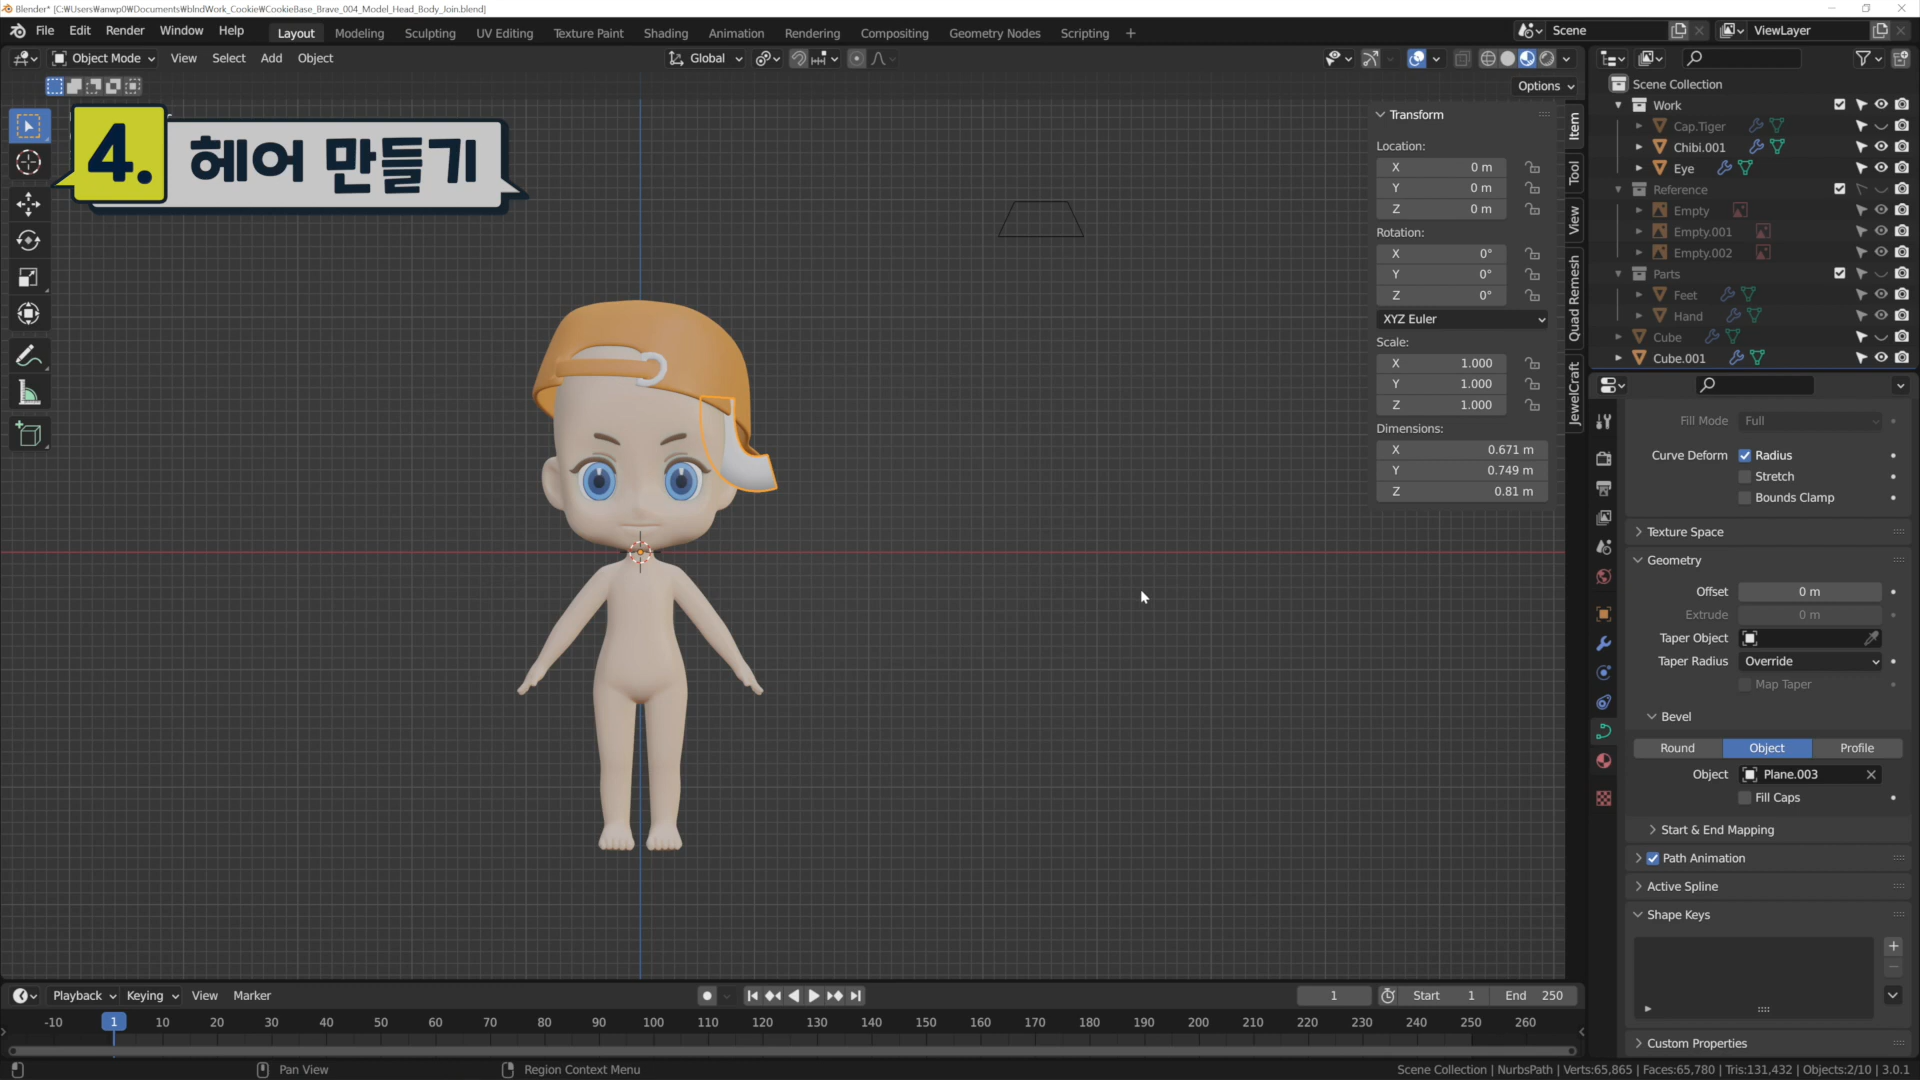 Blender* [C:₩Users₩anwp0₩Documents₩blndWork_Cookie₩CookieBase_Brave_004_Model_Head_Body_Join.blend]
File Edit Render Window Help Layout Modeling Sculpting UV Editing Texture Paint Shading Animation Rendering Compositing Geometry Nodes Scripting + Scene ViewLayer
Object Mode View Select Add Object Global
Options
4. 헤어 만들기
Transform
Location:
X 0 m
Y 0 m
Z 0 m
Rotation:
X 0°
Y 0°
Z 0°
XYZ Euler
Scale:
X 1.000
Y 1.000
Z 1.000
Dimensions:
X 0.671 m
Y 0.749 m
Z 0.81 m
Item
Tool
View
Quad Remesh
JewelCraft
Scene Collection
Work
Cap.Tiger
Chibi.001
Eye
Reference
Empty
Empty.001
Empty.002
Parts
Feet
Hand
Cube
Cube.001
Fill Mode Full
Curve Deform Radius
Stretch
Bounds Clamp
Texture Space
Geometry
Offset 0 m
Extrude 0 m
Taper Object
Taper Radius Override
Map Taper
Bevel
Round Object Profile
Object Plane.003
Fill Caps
Start & End Mapping
Path Animation
Active Spline
Shape Keys
Custom Properties
Playback Keying View Marker 1 Start 1 End 250
-10 1 10 20 30 40 50 60 70 80 90 100 110 120 130 140 150 160 170 180 190 200 210 220 230 240 250 260
Pan View Region Context Menu Scene Collection | NurbsPath | Verts:65,865 | Faces:65,780 | Tris:131,432 | Objects:2/10 | 3.0.1